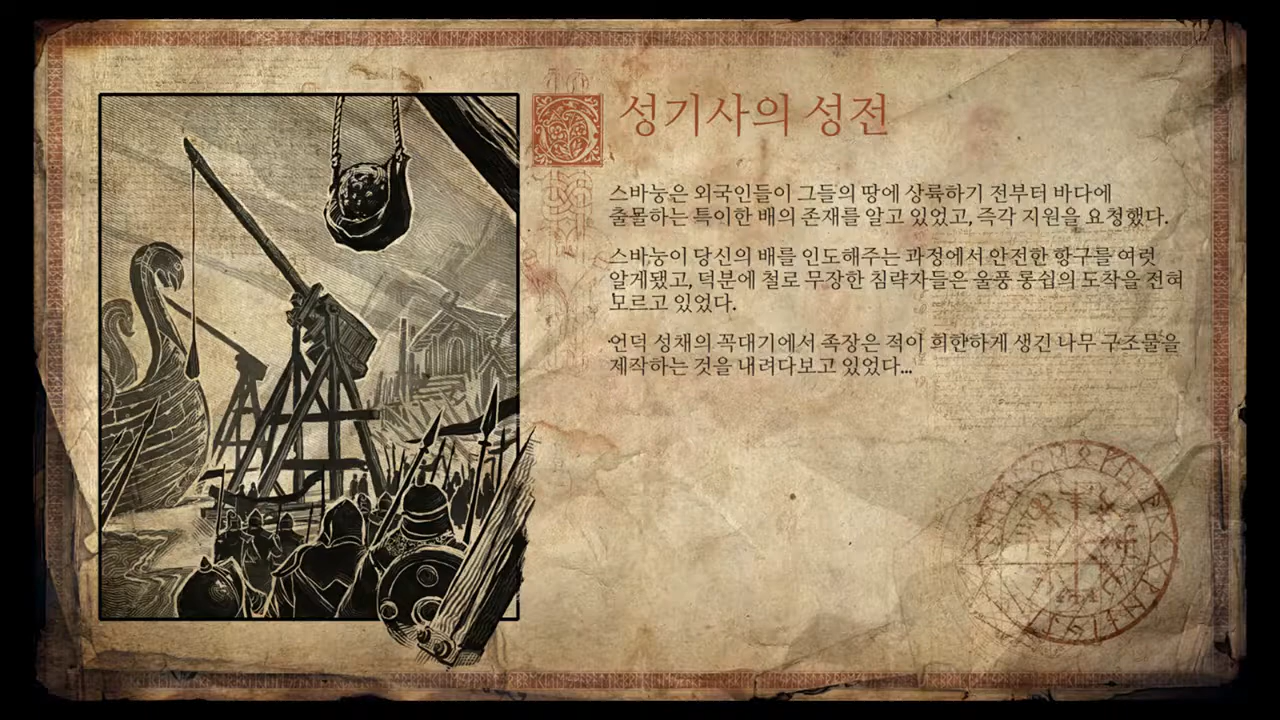 성기사의 성전
스바눙은 외국인들이 그들의 땅에 상륙하기 전부터 바다에
출몰하는 특이한 배의 존재를 알고 있었고, 즉각 지원을 요청했다.
스바눙이 당신의 배를 인도해주는 과정에서 안전한 항구를 여럿
알게됐고, 덕분에 철로 무장한 침략자들은 울풍 롱쉽의 도착을 전혀
모르고 있었다.
언덕 성채의 꼭대기에서 족장은 적이 희한하게 생긴 나무 구조물을
제작하는 것을 내려다보고 있었다...